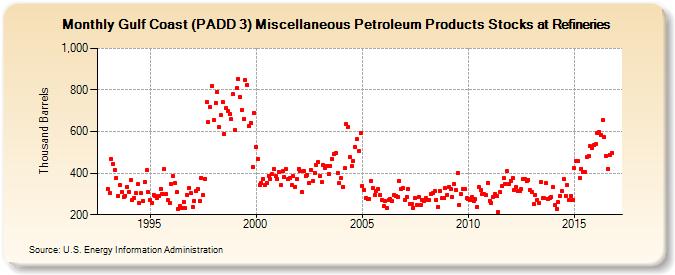 Monthly Gulf Coast (PADD 3) Miscellaneous Petroleum Products Stocks at Refineries
Thousand Barrels
1,000
800
600
400
200
1995 2000 2005 2010 2015
Source: U.S. Energy Information Administration